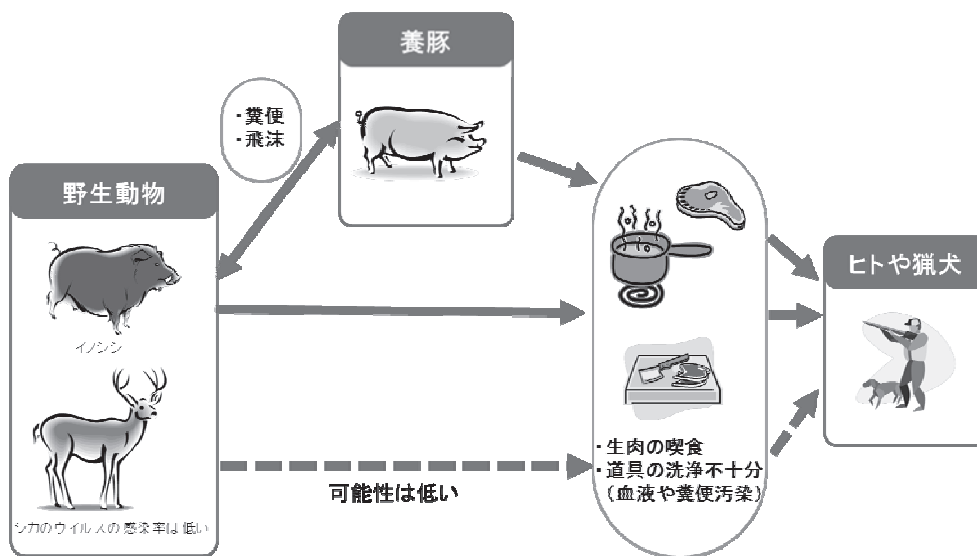 養豚
・糞便
・飛沫
野生動物
イノシシ
シカのウイルスの感染率は低い
可能性は低い
・生肉の喫食
・道具の洗浄不十分
(血液や糞便汚染)
ヒトや猟犬